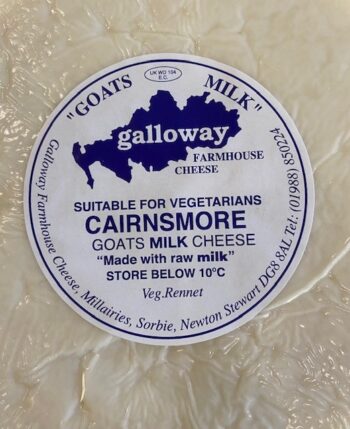 "GOATS MILK"
UK WD 104
E.C.
galloway
FARMHOUSE
CHEESE
SUITABLE FOR VEGETARIANS
CAIRNSMORE
GOATS MILK CHEESE
"Made with raw milk"
STORE BELOW 10°C
Veg.Rennet
Galloway Farmhouse Cheese, Millairies, Sorbie, Newton Stewart DG8 8AL Tel: (01988) 850224